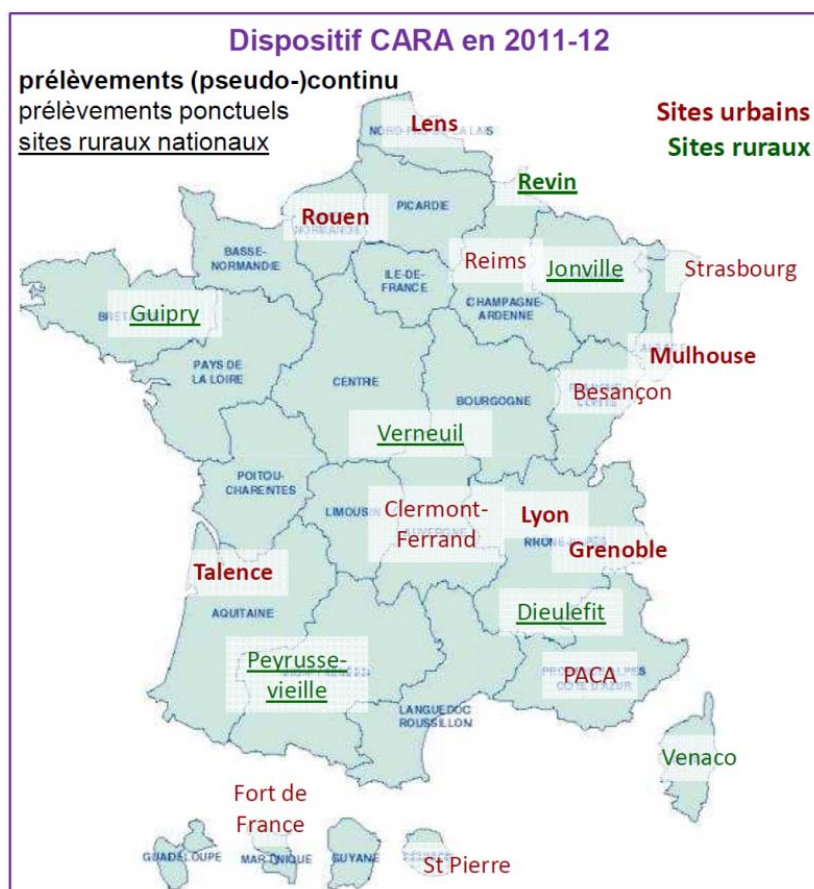 Dispositif CARA en 2011-12
prélèvements (pseudo-)continu
prélèvements ponctuels
sites ruraux nationaux
Sites urbains
Sites ruraux
Lens
Revin
Rouen
PICARDIE
BASSE-
NORMANDIE
Reims
Jonville
Strasbourg
ILE-DE-
FRANCE
CHAMPAGNE-
ARDENNE
Guipry
Mulhouse
PAYS DE
LA LOIRE
CENTRE
BOURGOGNE
Besançon
Verneuil
POITOU-
CHARENTES
LIMOUSIN
Clermont-
Ferrand
AUVERGNE
Lyon
RHÔNE-ALPES
Grenoble
Talence
AQUITAINE
Dieulefit
Peyrusse-
vieille
PACA
LANGUEDOC
ROUSSILLON
Venaco
Fort de
France
GUADELOUPE
MARTINIQUE
GUYANE
St Pierre